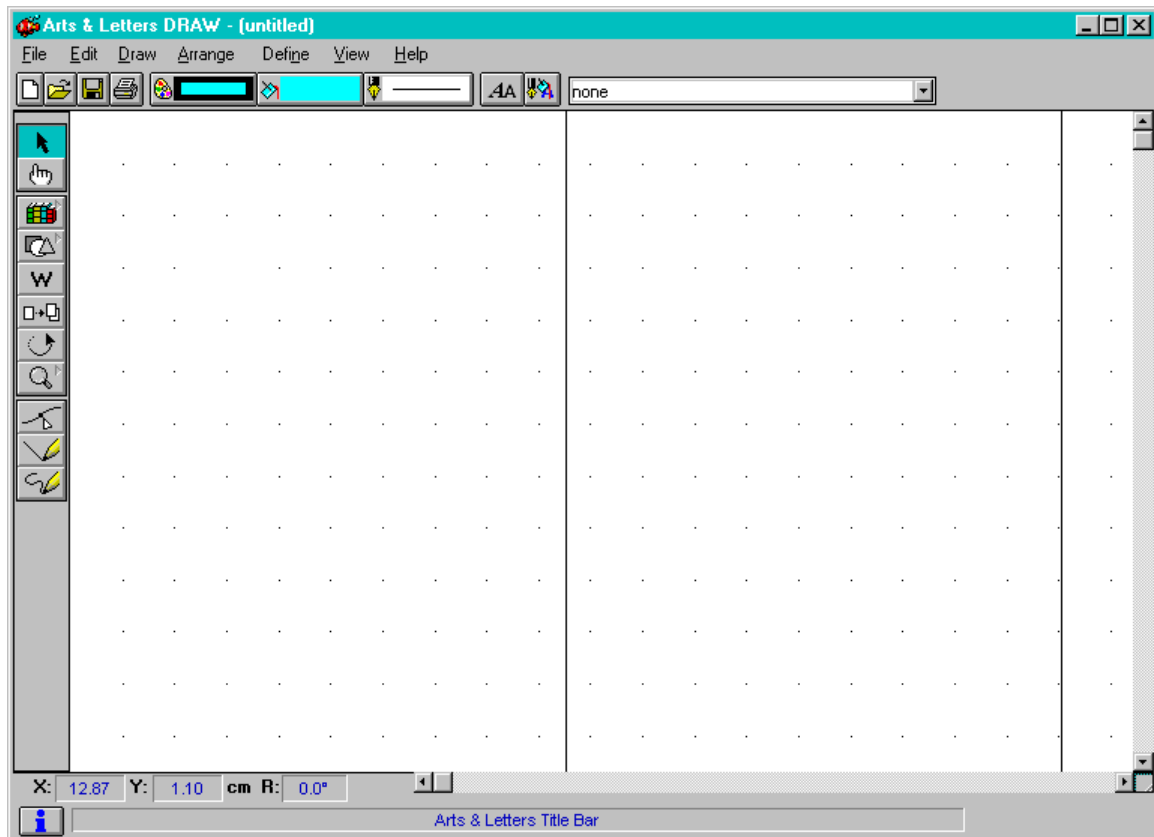 Arts & Letters DRAW - (untitled)
File Edit Draw Arrange Define View Help
AA A none
W
X: 12.87 Y: 1.10 cm R: 0.0°
i Arts & Letters Title Bar